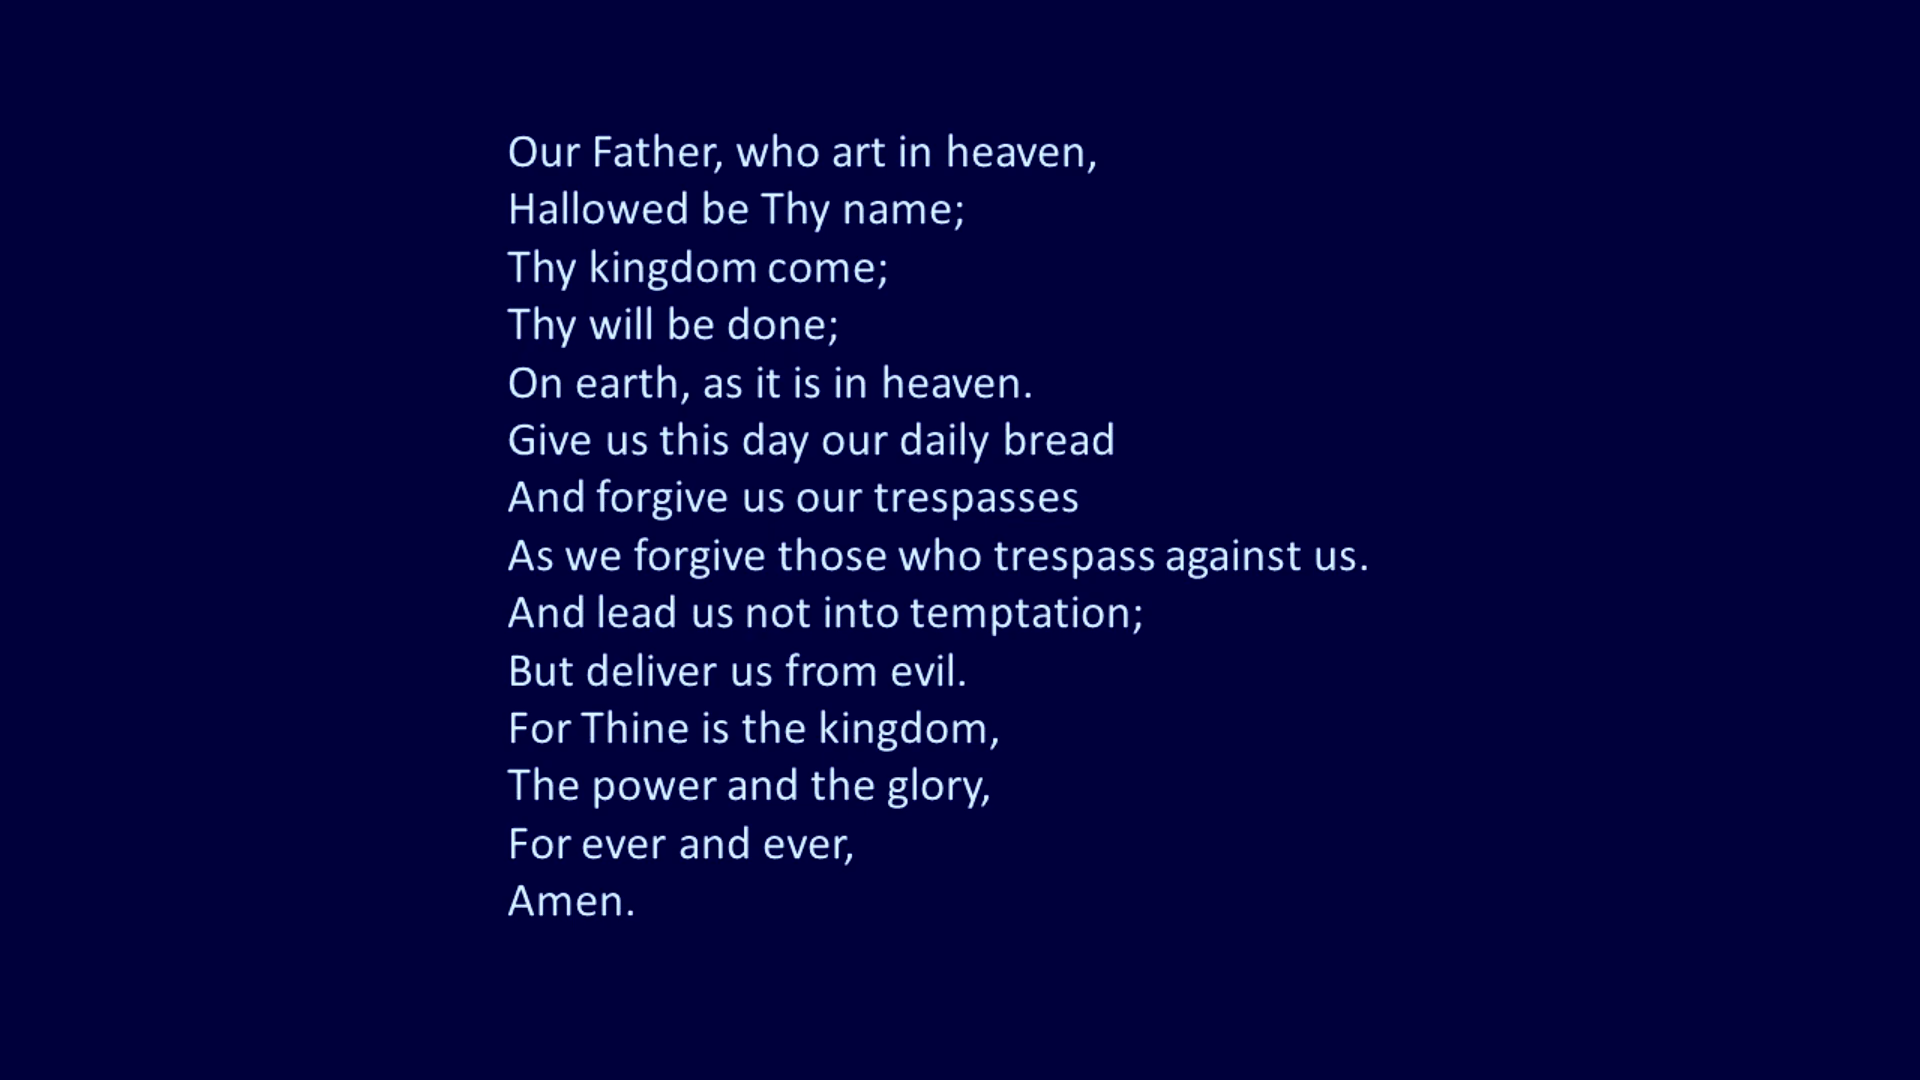 Our Father, who art in heaven,
Hallowed be Thy name;
Thy kingdom come;
Thy will be done;
On earth, as it is in heaven.
Give us this day our daily bread
And forgive us our trespasses
As we forgive those who trespass against us.
And lead us not into temptation;
But deliver us from evil.
For Thine is the kingdom,
The power and the glory,
For ever and ever,
Amen.